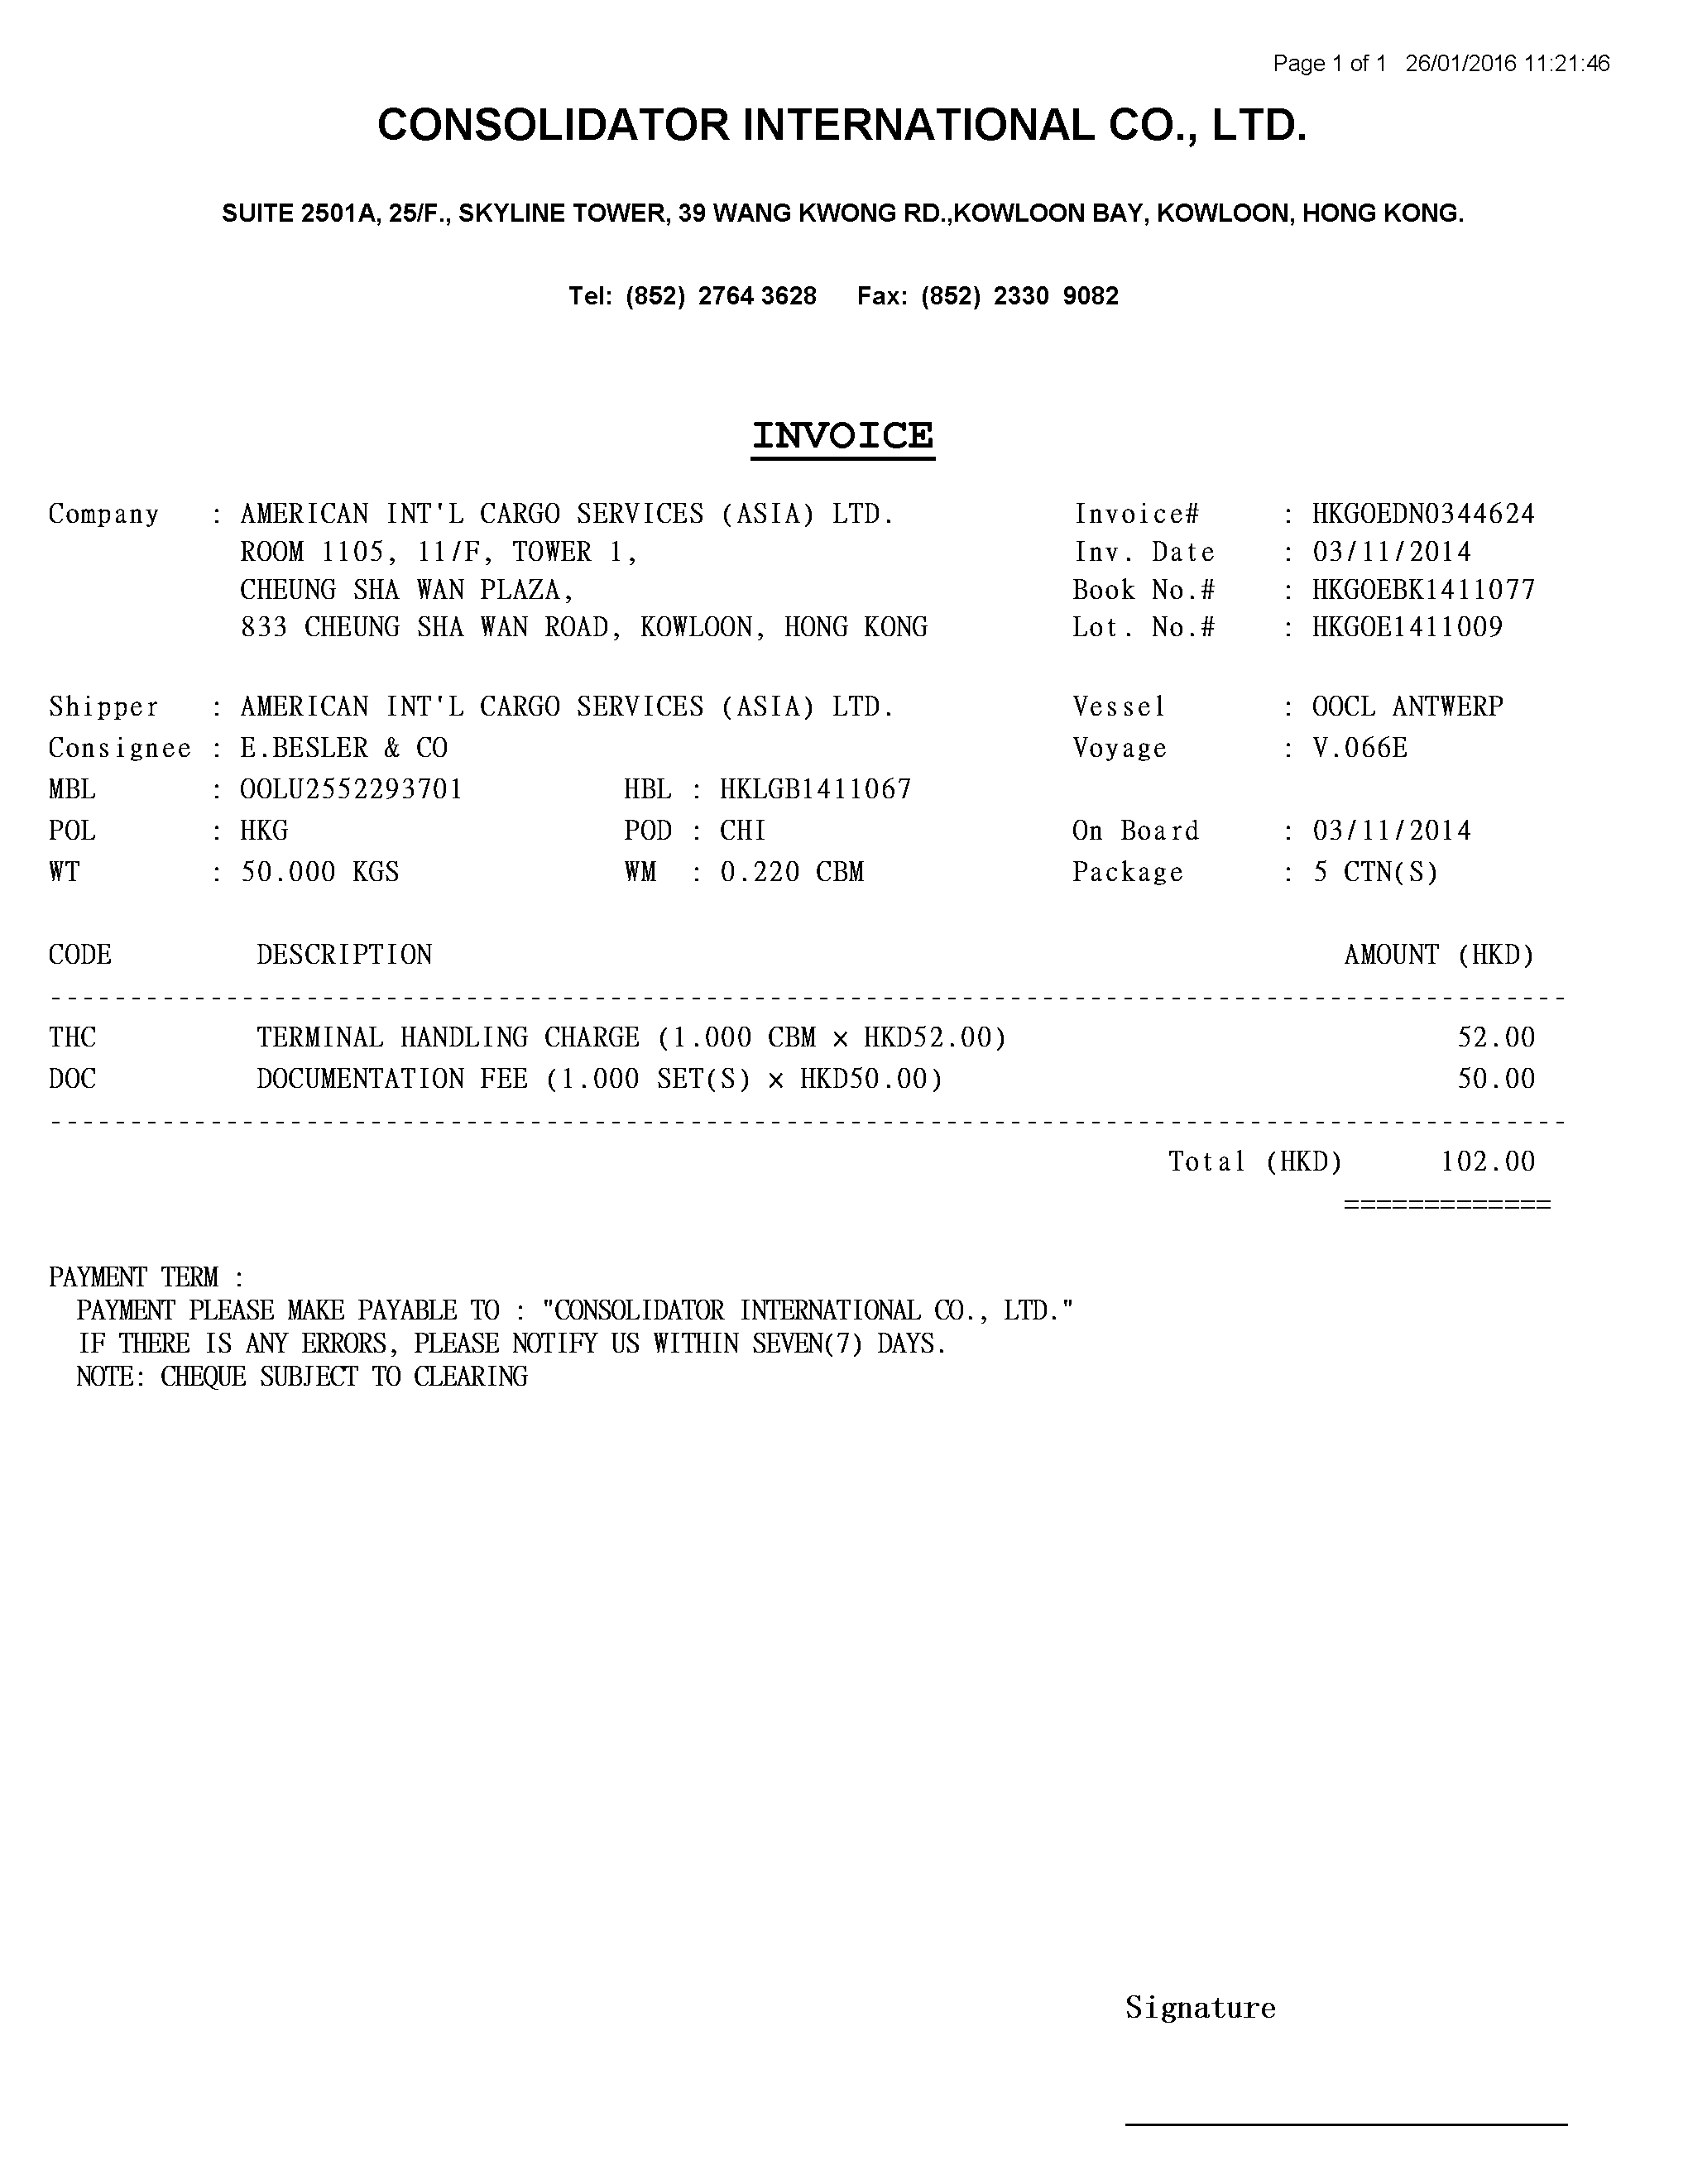 Page 1 of 1 26/01/2016 11:21:46
CONSOLIDATOR INTERNATIONAL CO., LTD.
SUITE 2501A, 25/F., SKYLINE TOWER, 39 WANG KWONG RD.,KOWLOON BAY, KOWLOON, HONG KONG.
Tel: (852) 2764 3628 Fax: (852) 2330 9082
INVOICE
Company : AMERICAN INT'L CARGO SERVICES (ASIA) LTD. Invoice# : HKGOEDN0344624
ROOM 1105, 11/F, TOWER 1, Inv. Date : 03/11/2014
CHEUNG SHA WAN PLAZA, Book No.# : HKGOEBK1411077
833 CHEUNG SHA WAN ROAD, KOWLOON, HONG KONG Lot. No.# : HKGOE1411009
Shipper : AMERICAN INT'L CARGO SERVICES (ASIA) LTD. Vessel : OOCL ANTWERP
Consignee : E.BESLER & CO Voyage : V.066E
MBL : OOLU2552293701 HBL : HKLGB1411067
POL : HKG POD : CHI On Board : 03/11/2014
WT : 50.000 KGS WM : 0.220 CBM Package : 5 CTN(S)
CODE DESCRIPTION AMOUNT (HKD)
THC TERMINAL HANDLING CHARGE (1.000 CBM × HKD52.00) 52.00
DOC DOCUMENTATION FEE (1.000 SET(S) × HKD50.00) 50.00
Total (HKD) 102.00
=============
PAYMENT TERM :
PAYMENT PLEASE MAKE PAYABLE TO : "CONSOLIDATOR INTERNATIONAL CO., LTD."
IF THERE IS ANY ERRORS, PLEASE NOTIFY US WITHIN SEVEN(7) DAYS.
NOTE: CHEQUE SUBJECT TO CLEARING
Signature